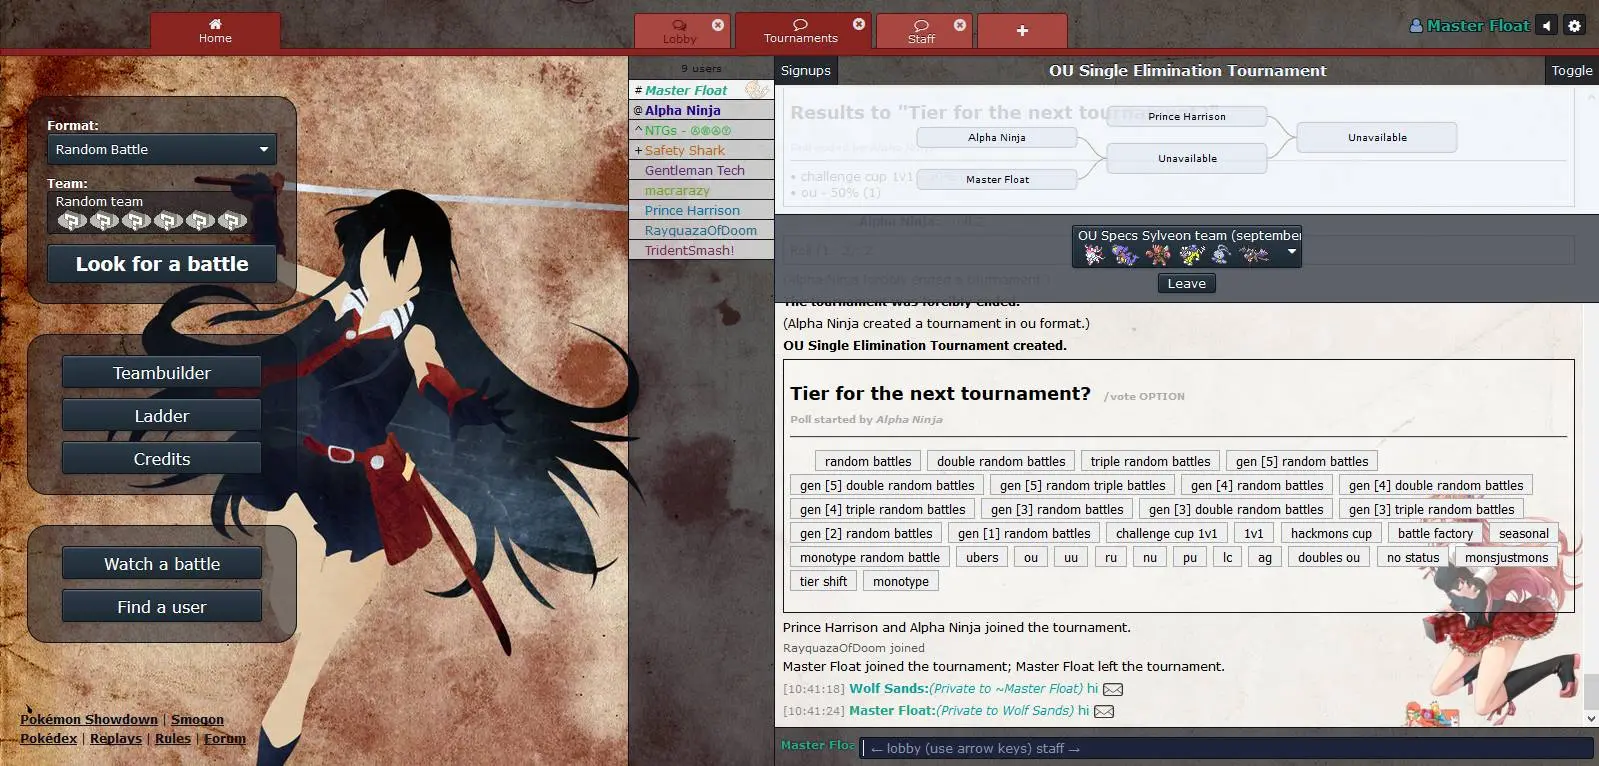 Home
Lobby
Tournaments
Staff
+
Master Float
Format:
Random Battle
Team:
Random team
Look for a battle
Teambuilder
Ladder
Credits
Watch a battle
Find a user
Pokémon Showdown | Smogon
Pokédex | Replays | Rules | Forum
9 users
#Master Float
@Alpha Ninja
^NTGs -
+Safety Shark
Gentleman Tech
macrarazy
Prince Harrison
RayquazaOfDoom
TridentSmash!
Signups
OU Single Elimination Tournament
Toggle
Results to "Tier for the next tournament?"
Prince Harrison
Alpha Ninja
Unavailable
Unavailable
Master Float
• challenge cup 1v1
• ou - 50% (1)
OU Specs Sylveon team (september
Leave
The tournament was forcibly ended.
(Alpha Ninja created a tournament in ou format.)
OU Single Elimination Tournament created.
Tier for the next tournament? /vote OPTION
Poll started by Alpha Ninja
random battles double random battles triple random battles gen [5] random battles
gen [5] double random battles gen [5] random triple battles gen [4] random battles gen [4] double random battles
gen [4] triple random battles gen [3] random battles gen [3] double random battles gen [3] triple random battles
gen [2] random battles gen [1] random battles challenge cup 1v1 1v1 hackmons cup battle factory seasonal
monotype random battle ubers ou uu ru nu pu lc ag doubles ou no status monsjustmons
tier shift monotype
Prince Harrison and Alpha Ninja joined the tournament.
RayquazaOfDoom joined
Master Float joined the tournament; Master Float left the tournament.
[10:41:18] Wolf Sands:(Private to ~Master Float) hi
[10:41:24] Master Float:(Private to Wolf Sands) hi
Master Floa
← lobby (use arrow keys) staff →